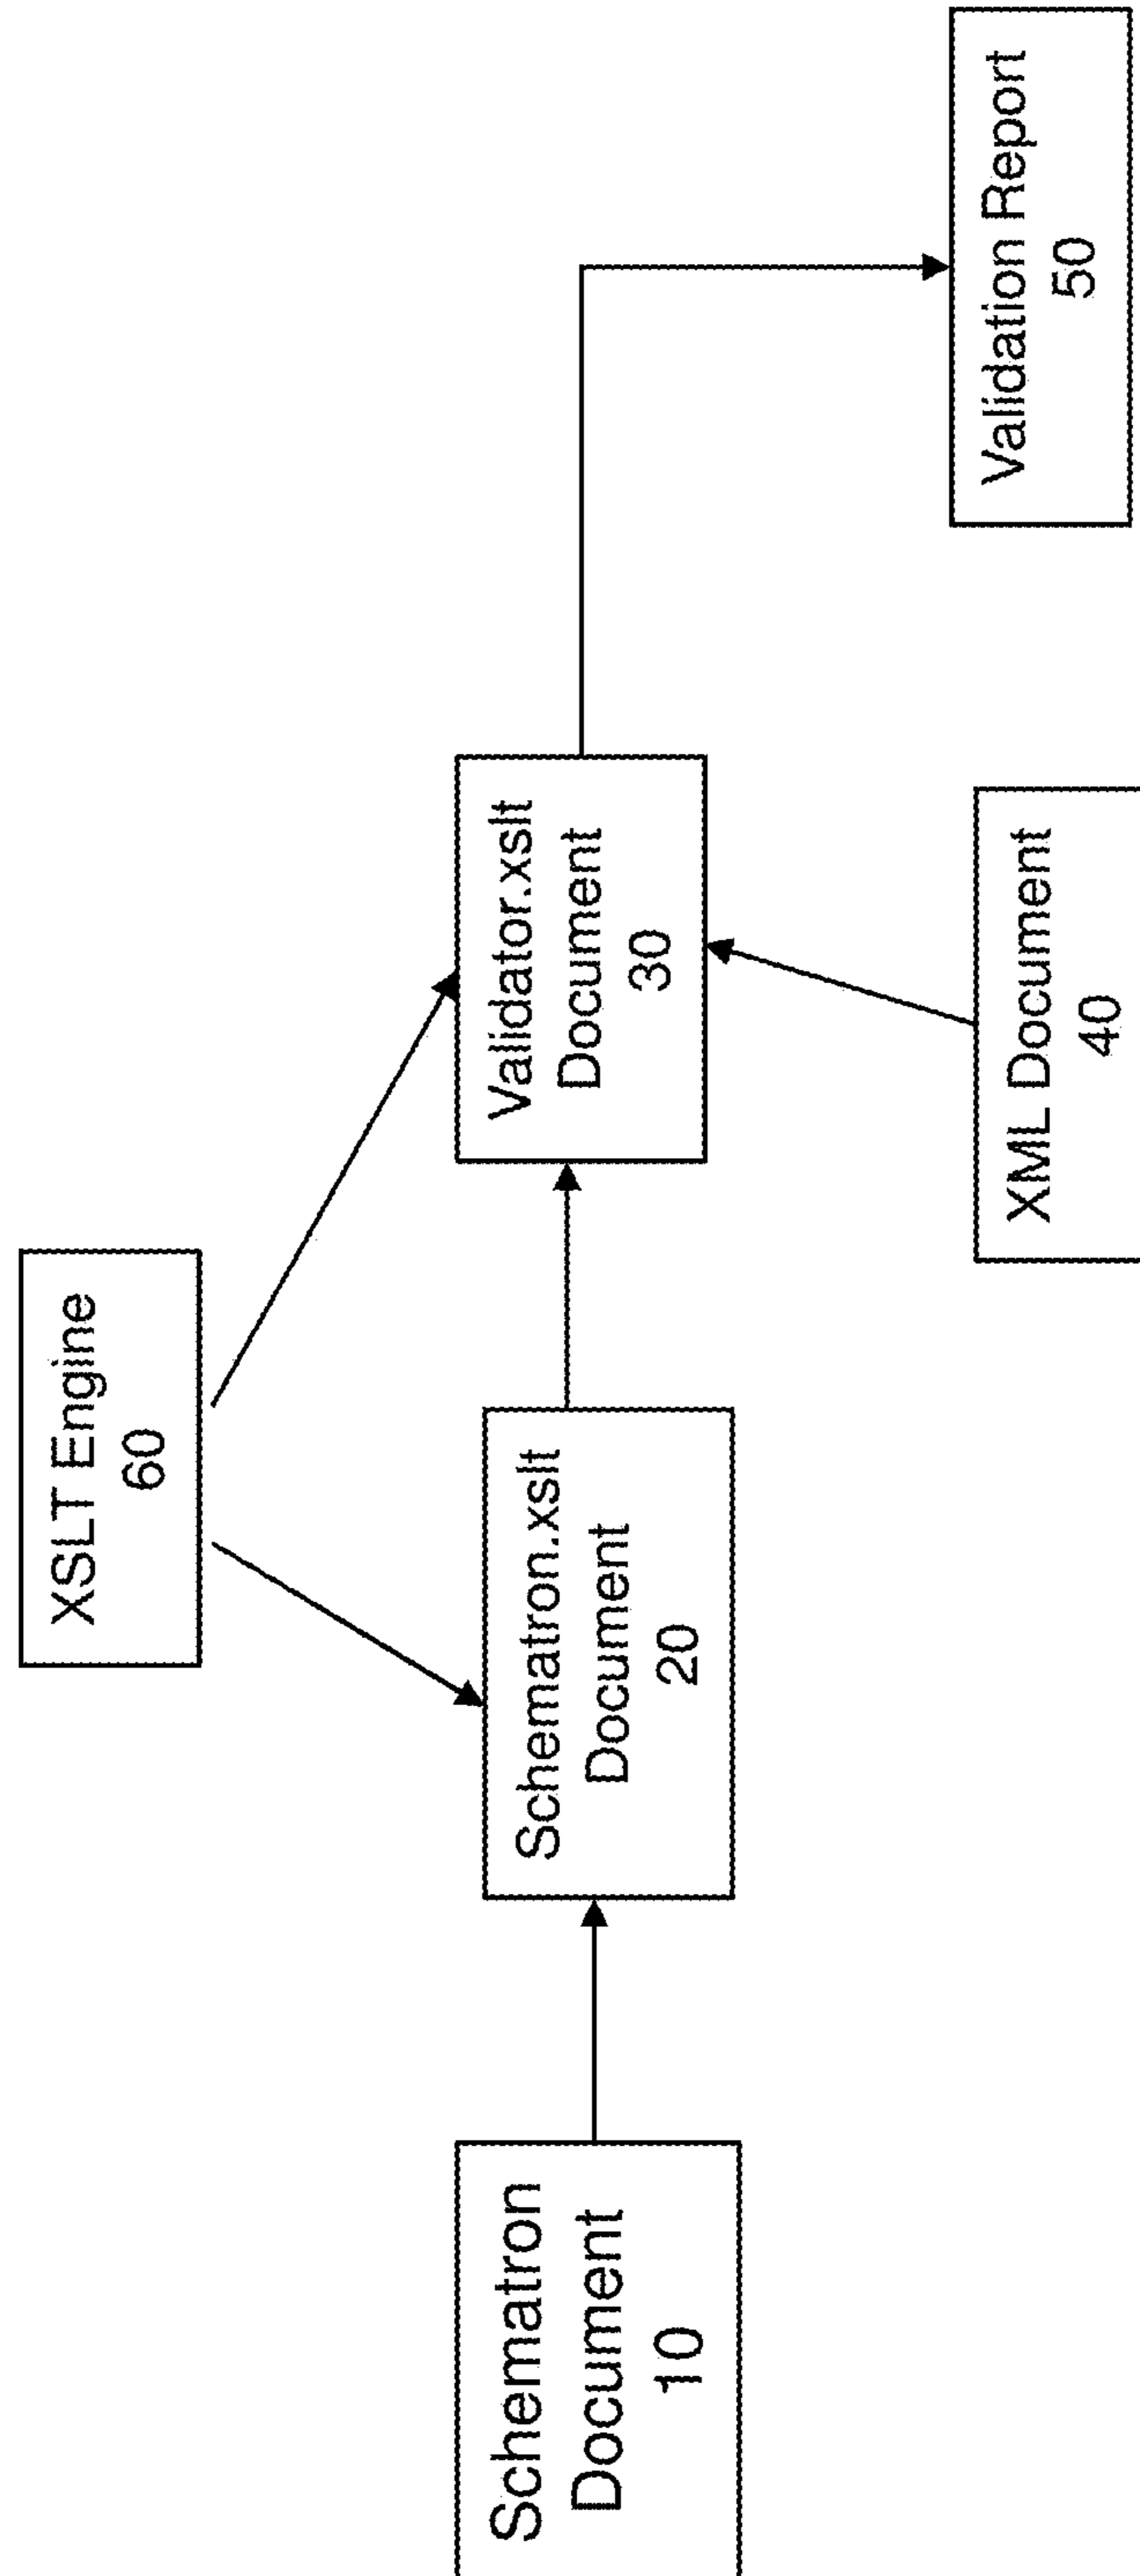 XSLT Engine
60
Schematron
Document
10
Schematron.xslt
Document
20
Validator.xslt
Document
30
XML Document
40
Validation Report
50